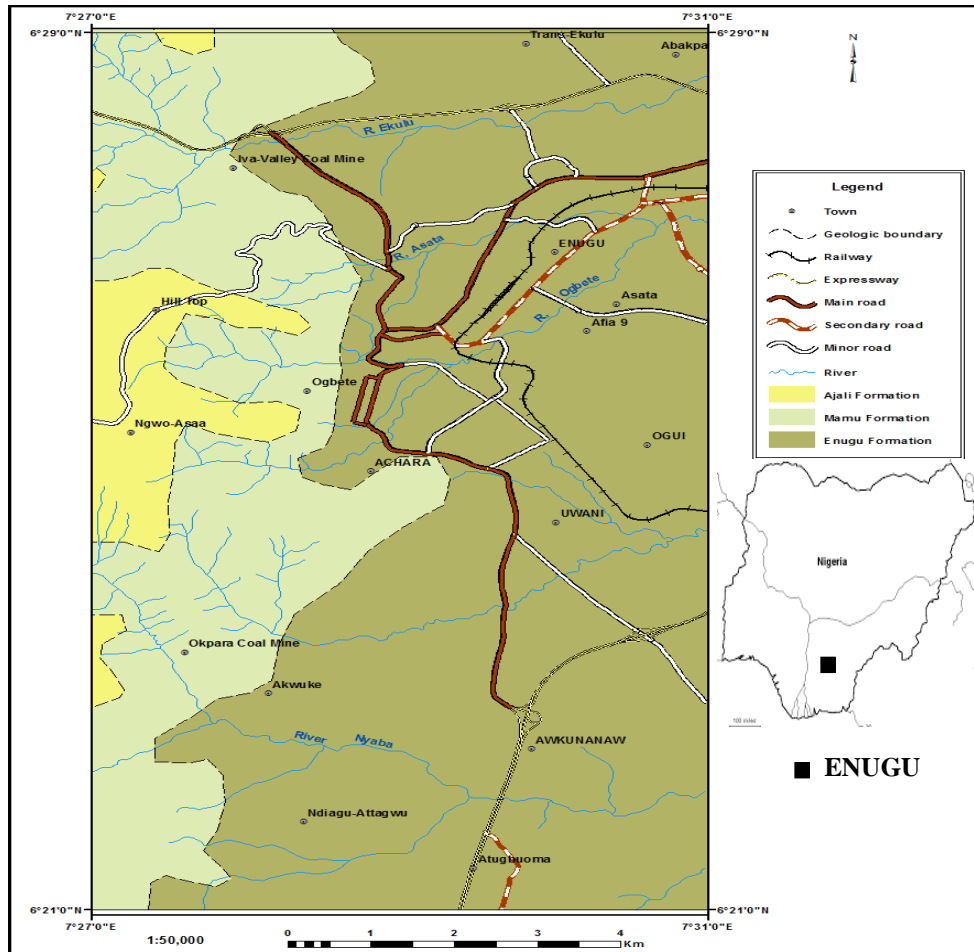 7°27'0"E
7°31'0"E
6°29'0"N
6°29'0"N
N
Trans-Ekulu
Abakpa
R. Ekulu
Iva-Valley Coal Mine
R. Asata
ENUGU
R. Ogbete
Asata
Hill Top
Afia 9
Ogbete
Ngwo-Asaa
OGUI
ACHARA
UWANI
Okpara Coal Mine
Akwuke
River Nyaba
AWKUNANAW
Ndiagu-Attagwu
Atugbuoma
6°21'0"N
6°21'0"N
7°27'0"E
7°31'0"E
1:50,000
0 1 2 3 4
Km
Legend
Town
Geologic boundary
Railway
Expressway
Main road
Secondary road
Minor road
River
Ajali Formation
Mamu Formation
Enugu Formation
Nigeria
100 miles
ENUGU